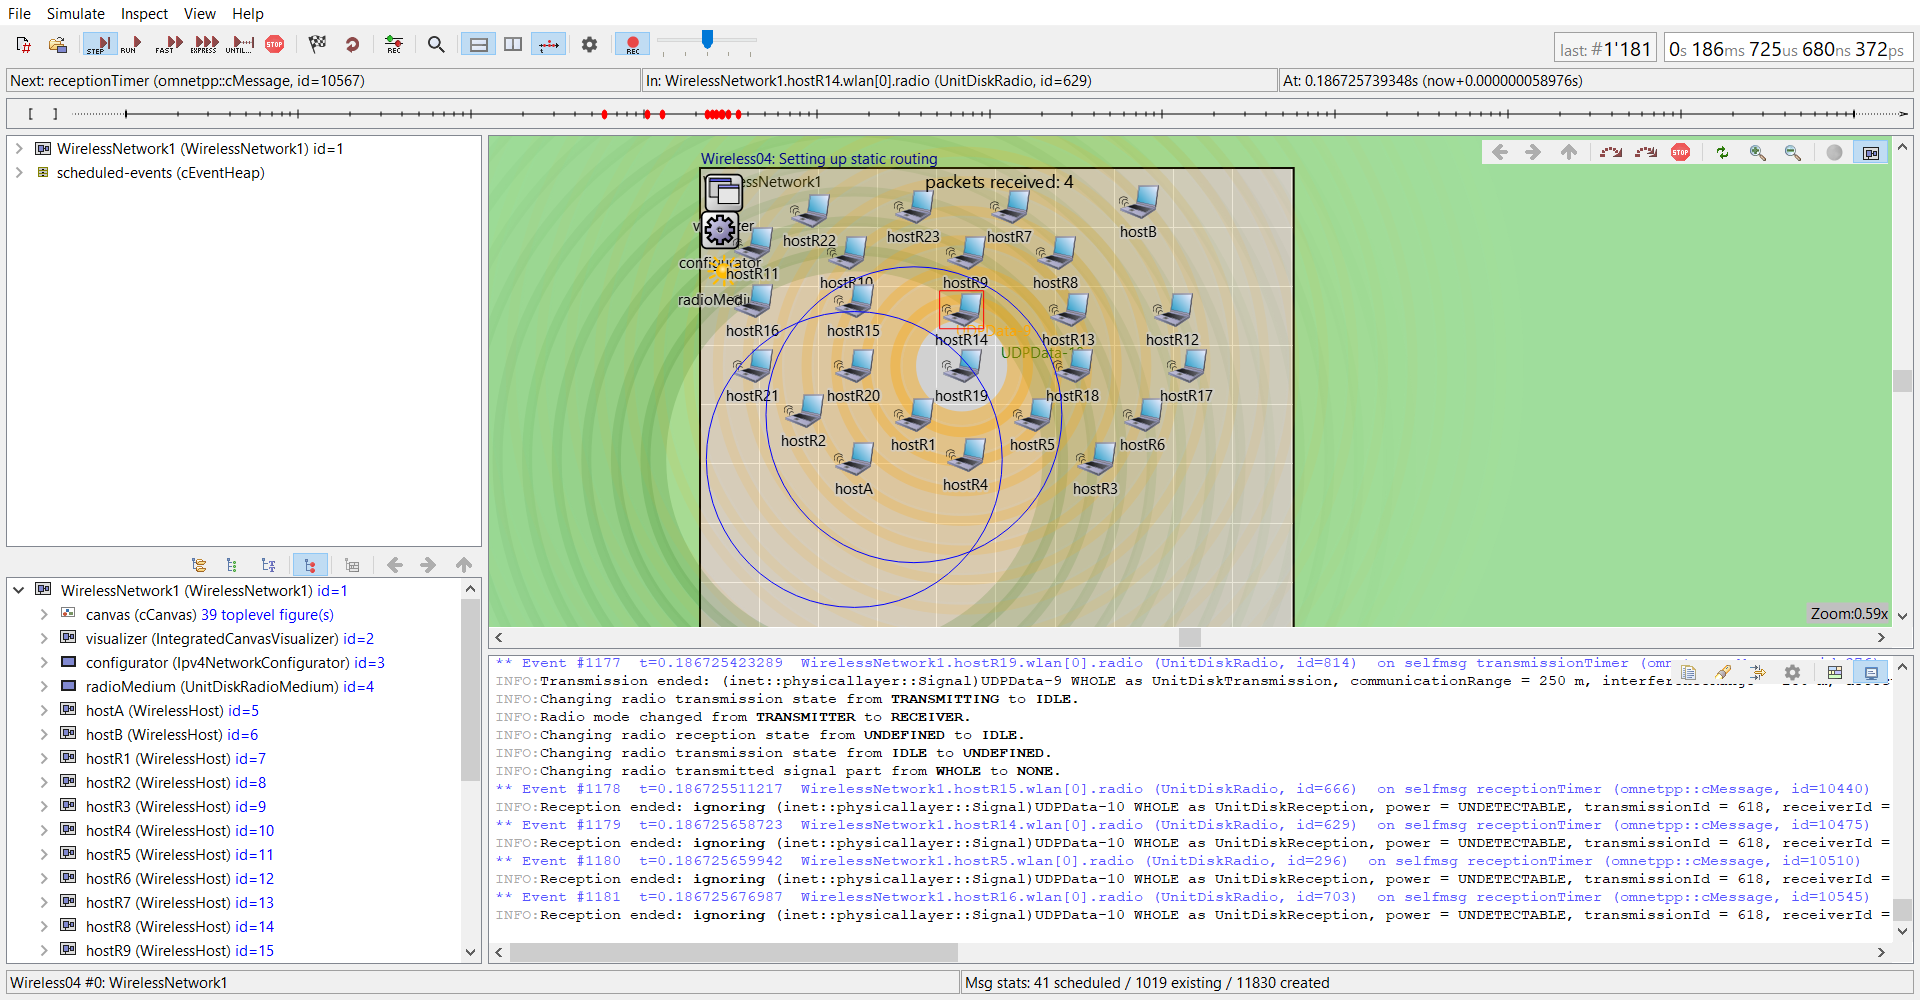 File Simulate Inspect View Help
STEP RUN FAST EXPRESS UNTIL... STOP REC REC
last: #1'181 0s 186ms 725us 680ns 372ps
Next: receptionTimer (omnetpp::cMessage, id=10567) In: WirelessNetwork1.hostR14.wlan[0].radio (UnitDiskRadio, id=629) At: 0.186725739348s (now+0.000000058976s)
[ ]
WirelessNetwork1 (WirelessNetwork1) id=1
scheduled-events (cEventHeap)
WirelessNetwork1 (WirelessNetwork1) id=1
canvas (cCanvas) 39 toplevel figure(s)
visualizer (IntegratedCanvasVisualizer) id=2
configurator (Ipv4NetworkConfigurator) id=3
radioMedium (UnitDiskRadioMedium) id=4
hostA (WirelessHost) id=5
hostB (WirelessHost) id=6
hostR1 (WirelessHost) id=7
hostR2 (WirelessHost) id=8
hostR3 (WirelessHost) id=9
hostR4 (WirelessHost) id=10
hostR5 (WirelessHost) id=11
hostR6 (WirelessHost) id=12
hostR7 (WirelessHost) id=13
hostR8 (WirelessHost) id=14
hostR9 (WirelessHost) id=15
Wireless04: Setting up static routing
STOP
essNetwork1 packets received: 4
hostR22 hostR23 hostR7 hostB
configurator
hostR11 hostR10 hostR9 hostR8
radioMediu
hostR16 hostR15 hostR14 hostR13 hostR12
UDPData-1
hostR21 hostR20 hostR19 hostR18 hostR17
hostR2 hostR1 hostR5 hostR6
hostA hostR4 hostR3
Zoom:0.59x
** Event #1177 t=0.186725423289 WirelessNetwork1.hostR19.wlan[0].radio (UnitDiskRadio, id=814) on selfmsg transmissionTimer
INFO:Transmission ended: (inet::physicallayer::Signal)UDPData-9 WHOLE as UnitDiskTransmission, communicationRange = 250 m,
INFO:Changing radio transmission state from TRANSMITTING to IDLE.
INFO:Radio mode changed from TRANSMITTER to RECEIVER.
INFO:Changing radio reception state from UNDEFINED to IDLE.
INFO:Changing radio transmission state from IDLE to UNDEFINED.
INFO:Changing radio transmitted signal part from WHOLE to NONE.
** Event #1178 t=0.186725511217 WirelessNetwork1.hostR15.wlan[0].radio (UnitDiskRadio, id=666) on selfmsg receptionTimer (omnetpp::cMessage, id=10440)
INFO:Reception ended: ignoring (inet::physicallayer::Signal)UDPData-10 WHOLE as UnitDiskReception, power = UNDETECTABLE, transmissionId = 618, receiverId =
** Event #1179 t=0.186725658723 WirelessNetwork1.hostR14.wlan[0].radio (UnitDiskRadio, id=629) on selfmsg receptionTimer (omnetpp::cMessage, id=10475)
INFO:Reception ended: ignoring (inet::physicallayer::Signal)UDPData-10 WHOLE as UnitDiskReception, power = UNDETECTABLE, transmissionId = 618, receiverId =
** Event #1180 t=0.186725659942 WirelessNetwork1.hostR5.wlan[0].radio (UnitDiskRadio, id=296) on selfmsg receptionTimer (omnetpp::cMessage, id=10510)
INFO:Reception ended: ignoring (inet::physicallayer::Signal)UDPData-10 WHOLE as UnitDiskReception, power = UNDETECTABLE, transmissionId = 618, receiverId =
** Event #1181 t=0.186725676987 WirelessNetwork1.hostR16.wlan[0].radio (UnitDiskRadio, id=703) on selfmsg receptionTimer (omnetpp::cMessage, id=10545)
INFO:Reception ended: ignoring (inet::physicallayer::Signal)UDPData-10 WHOLE as UnitDiskReception, power = UNDETECTABLE, transmissionId = 618, receiverId =
Wireless04 #0: WirelessNetwork1 Msg stats: 41 scheduled / 1019 existing / 11830 created